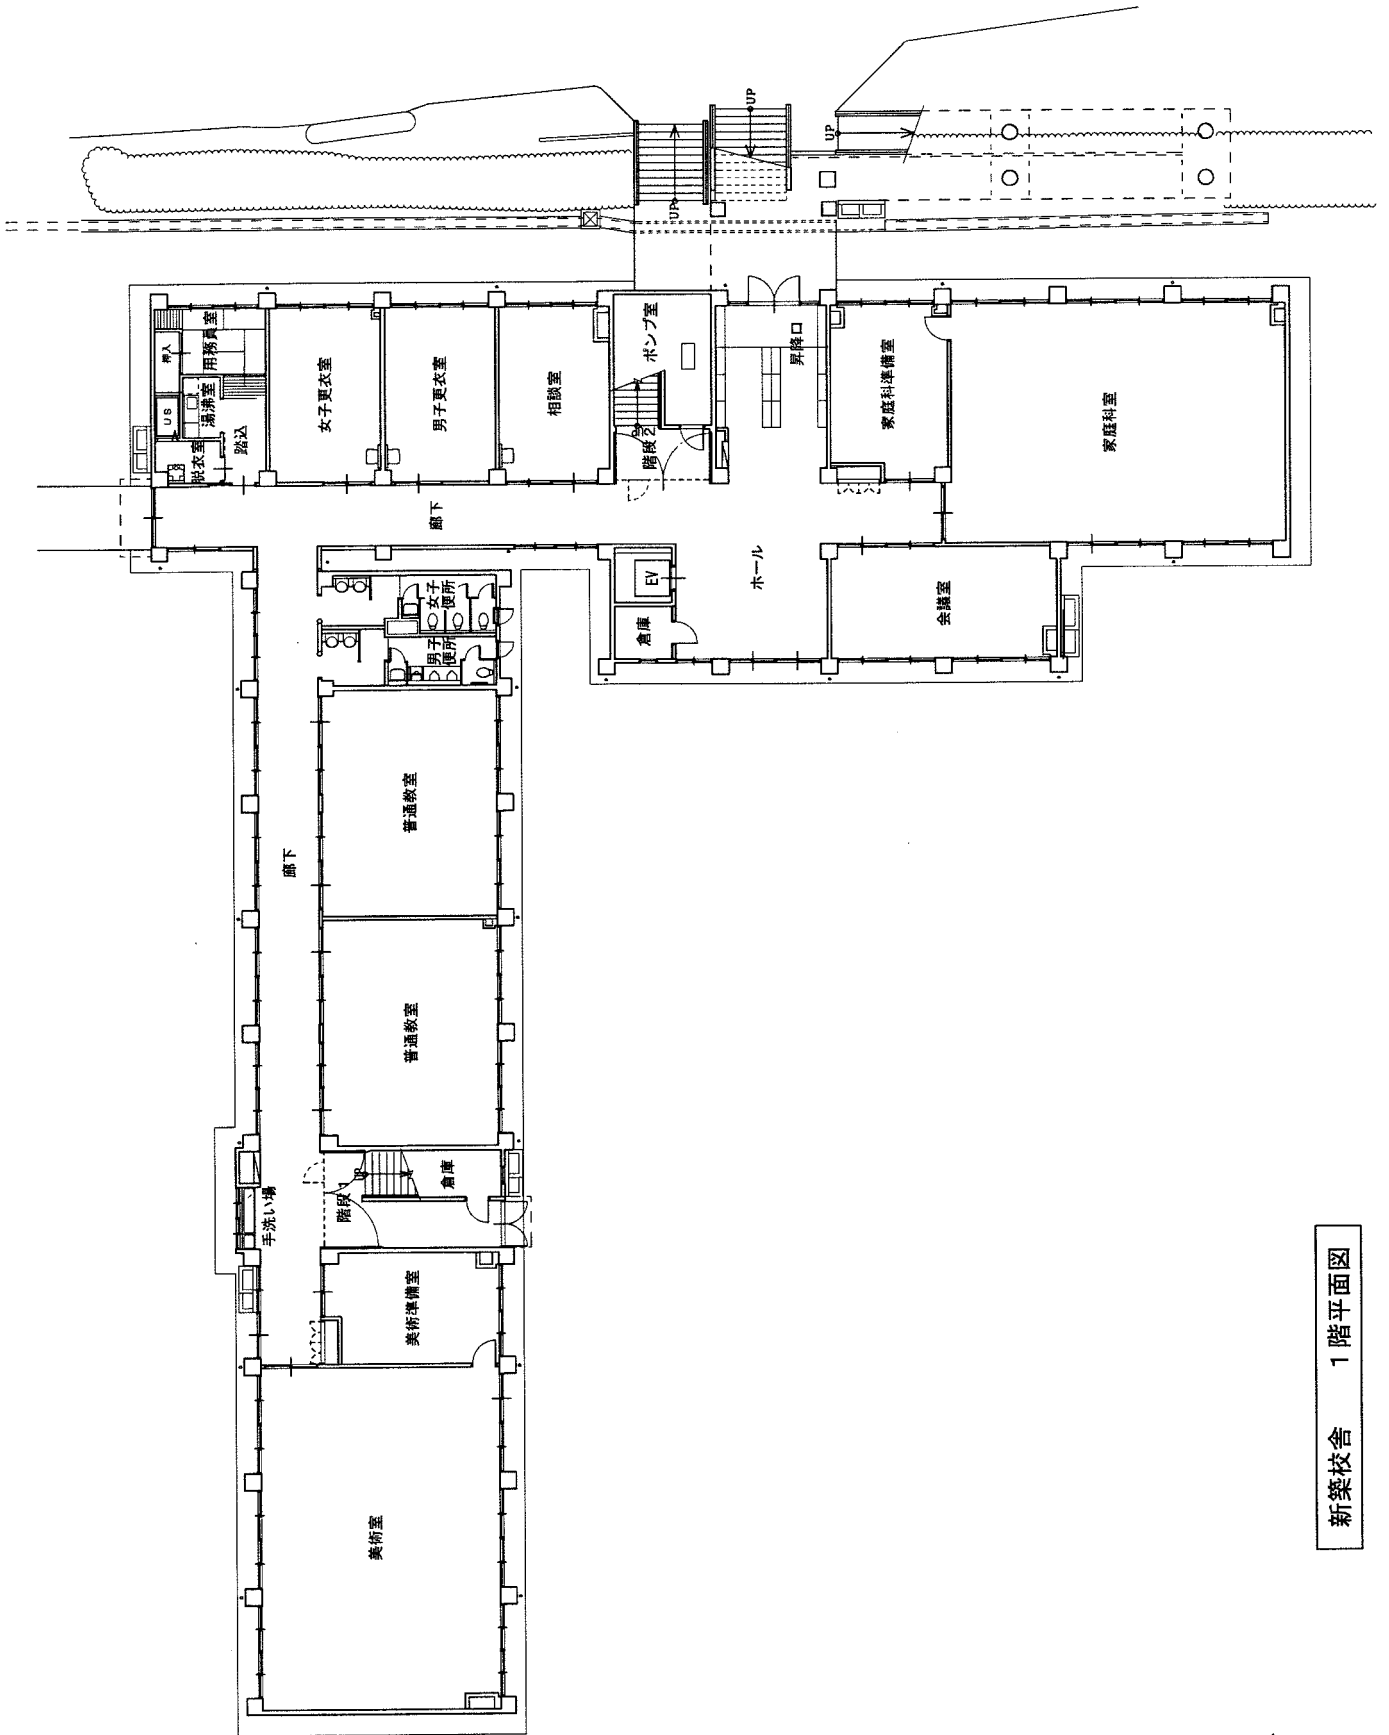 新築校舎　1階平面図
UP
UP
UP
用務員室
押入
湯沸室
US
脱衣室
踏込
女子更衣室
男子更衣室
相談室
ポンプ室
UP
階段2
昇降口
家庭科準備室
家庭科室
廊下
EV
倉庫
ホール
会議室
女子
便所
男子
便所
普通教室
廊下
普通教室
手洗い場
UP
階段1
倉庫
美術準備室
美術室